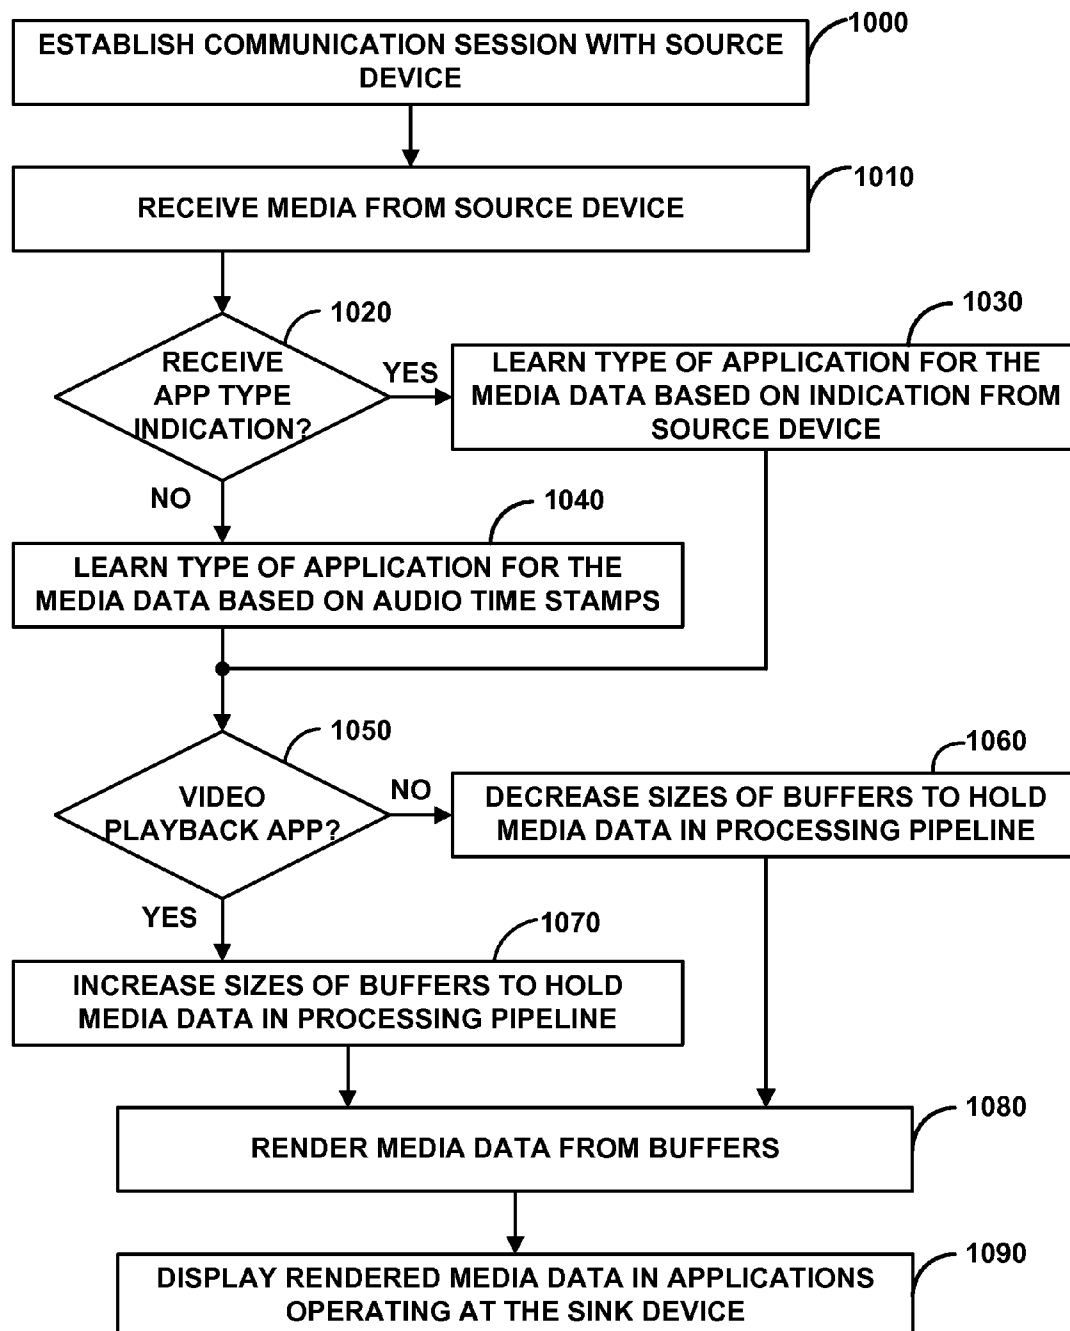 1000
ESTABLISH COMMUNICATION SESSION WITH SOURCE
DEVICE
1010
RECEIVE MEDIA FROM SOURCE DEVICE
1020
RECEIVE
APP TYPE
INDICATION?
YES
1030
LEARN TYPE OF APPLICATION FOR THE
MEDIA DATA BASED ON INDICATION FROM
SOURCE DEVICE
NO
1040
LEARN TYPE OF APPLICATION FOR THE
MEDIA DATA BASED ON AUDIO TIME STAMPS
1050
VIDEO
PLAYBACK APP?
NO
1060
DECREASE SIZES OF BUFFERS TO HOLD
MEDIA DATA IN PROCESSING PIPELINE
YES
1070
INCREASE SIZES OF BUFFERS TO HOLD
MEDIA DATA IN PROCESSING PIPELINE
1080
RENDER MEDIA DATA FROM BUFFERS
1090
DISPLAY RENDERED MEDIA DATA IN APPLICATIONS
OPERATING AT THE SINK DEVICE